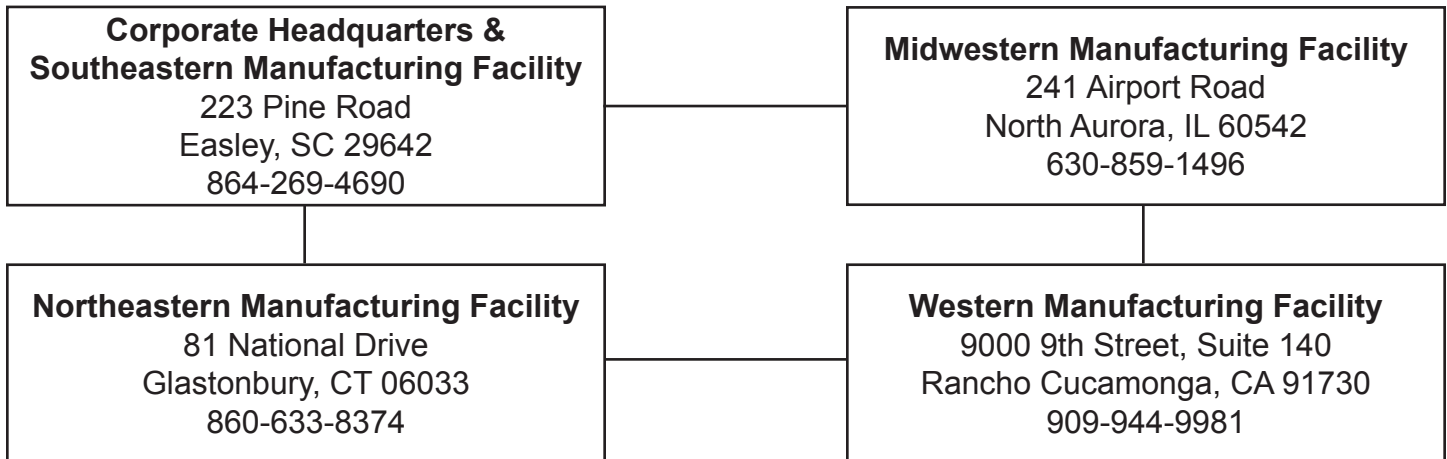 Corporate Headquarters &
Southeastern Manufacturing Facility
223 Pine Road
Easley, SC 29642
864-269-4690
Midwestern Manufacturing Facility
241 Airport Road
North Aurora, IL 60542
630-859-1496
Northeastern Manufacturing Facility
81 National Drive
Glastonbury, CT 06033
860-633-8374
Western Manufacturing Facility
9000 9th Street, Suite 140
Rancho Cucamonga, CA 91730
909-944-9981